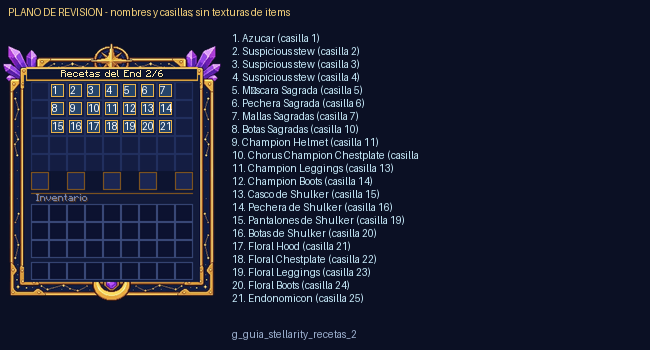 PLANO DE REVISION - nombres y casillas; sin texturas de items
Recetas del End 2/6
1 2 3 4 5 6 7
8 9 10 11 12 13 14
15 16 17 18 19 20 21
Inventario
1. Azucar (casilla 1)
2. Suspicious stew (casilla 2)
3. Suspicious stew (casilla 3)
4. Suspicious stew (casilla 4)
5. M□scara Sagrada (casilla 5)
6. Pechera Sagrada (casilla 6)
7. Mallas Sagradas (casilla 7)
8. Botas Sagradas (casilla 10)
9. Champion Helmet (casilla 11)
10. Chorus Champion Chestplate (casilla
11. Champion Leggings (casilla 13)
12. Champion Boots (casilla 14)
13. Casco de Shulker (casilla 15)
14. Pechera de Shulker (casilla 16)
15. Pantalones de Shulker (casilla 19)
16. Botas de Shulker (casilla 20)
17. Floral Hood (casilla 21)
18. Floral Chestplate (casilla 22)
19. Floral Leggings (casilla 23)
20. Floral Boots (casilla 24)
21. Endonomicon (casilla 25)
g_guia_stellarity_recetas_2